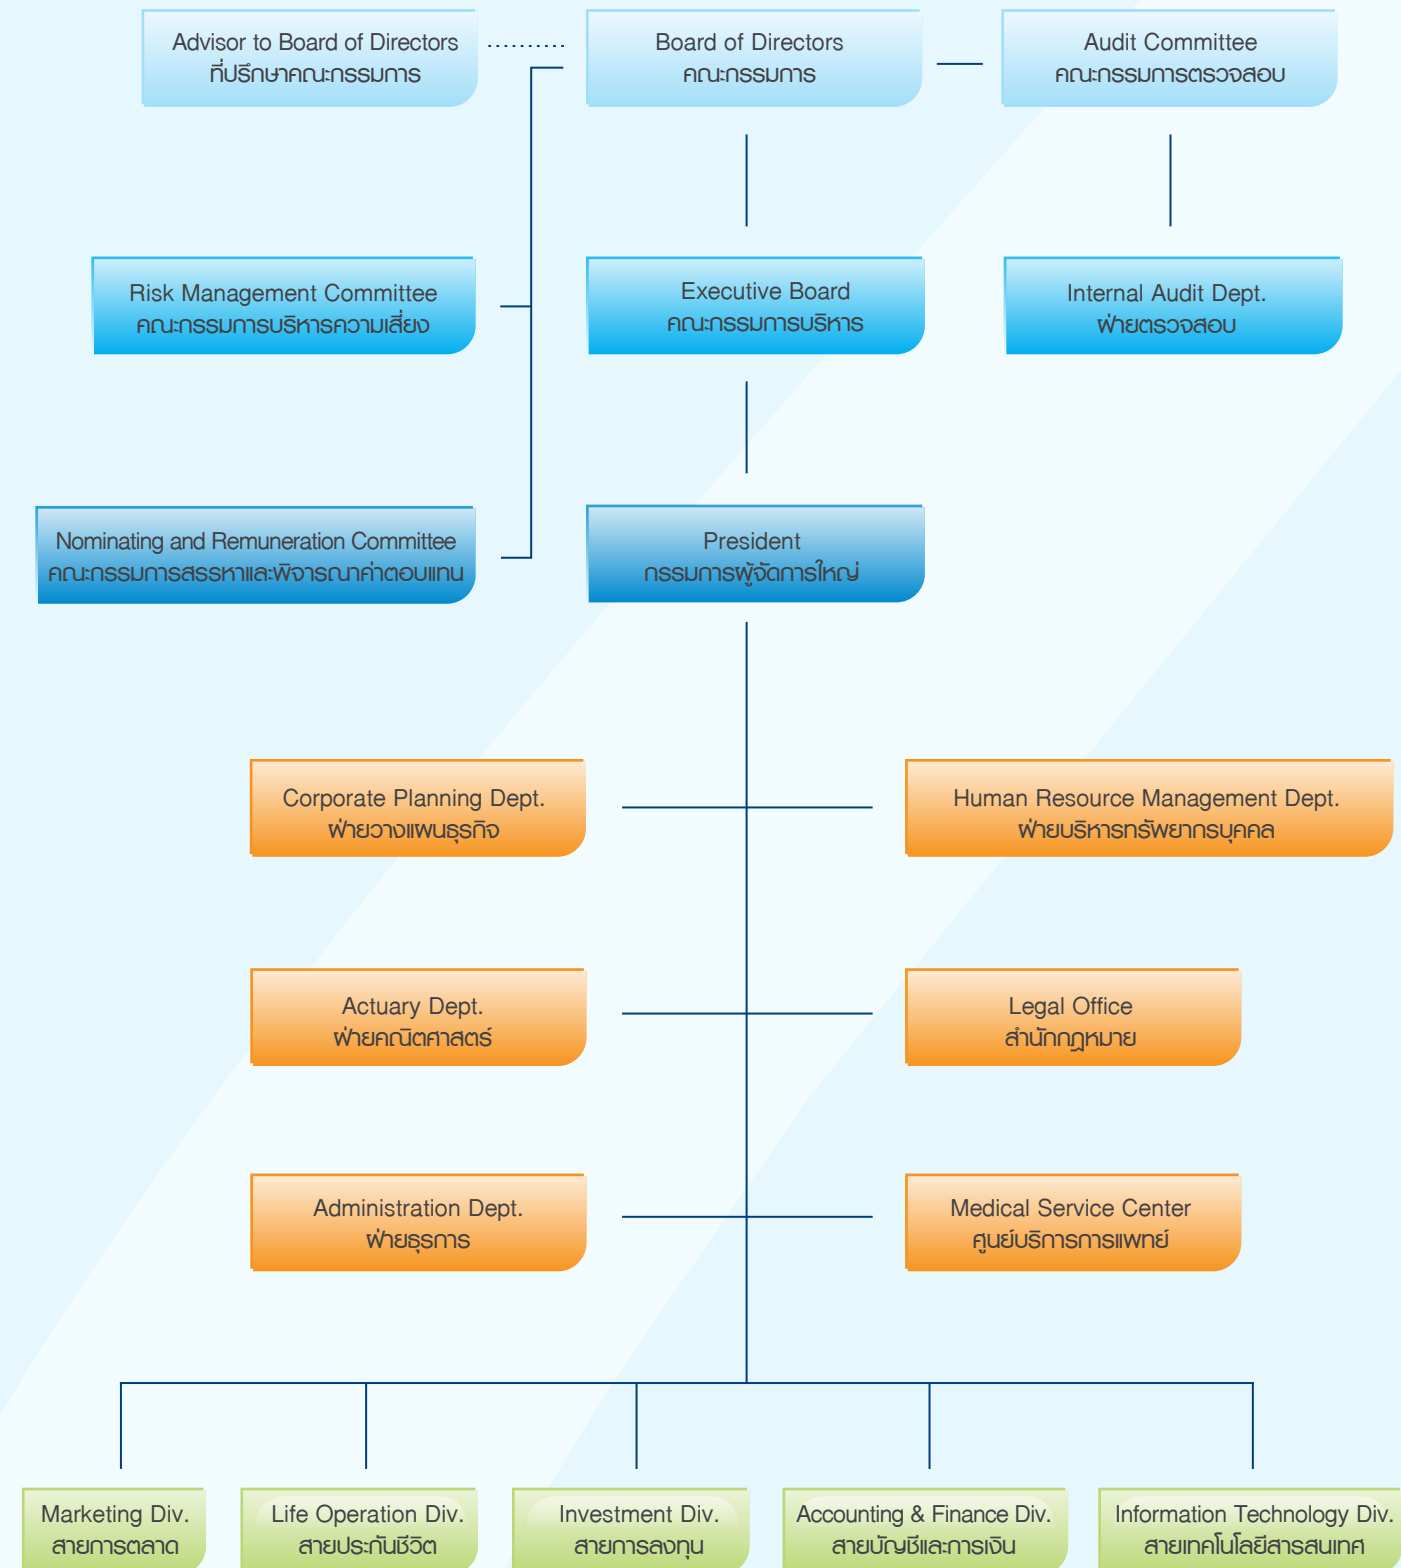 Advisor to Board of Directors
ที่ปรึกษาคณะกรรมการ
Board of Directors
คณะกรรมการ
Audit Committee
คณะกรรมการตรวจสอบ
Risk Management Committee
คณะกรรมการบริหารความเสี่ยง
Executive Board
คณะกรรมการบริหาร
Internal Audit Dept.
ฝ่ายตรวจสอบ
Nominating and Remuneration Committee
คณะกรรมการสรรหาและพิจารณาค่าตอบแทน
President
กรรมการผู้จัดการใหญ่
Corporate Planning Dept.
ฝ่ายวางแผนธุรกิจ
Human Resource Management Dept.
ฝ่ายบริหารทรัพยากรบุคคล
Actuary Dept.
ฝ่ายคณิตศาสตร์
Legal Office
สำนักกฎหมาย
Administration Dept.
ฝ่ายธุรการ
Medical Service Center
ศูนย์บริการการแพทย์
Marketing Div.
สายการตลาด
Life Operation Div.
สายประกันชีวิต
Investment Div.
สายการลงทุน
Accounting & Finance Div.
สายบัญชีและการเงิน
Information Technology Div.
สายเทคโนโลยีสารสนเทศ